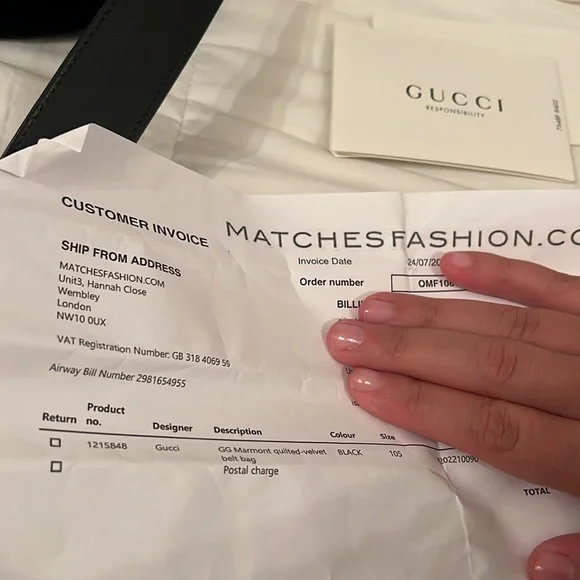 GUCCI
RESPONSIBILITY
CUSTOMER INVOICE
MATCHESFASHION.CO
SHIP FROM ADDRESS
MATCHESFASHION.COM
Unit3, Hannah Close
Wembley
London
NW10 0UX
VAT Registration Number: GB 318 4069 55
Airway Bill Number 2981654955
Invoice Date 24/07/20
Order number OMF106
BILLI
Return Product no. Designer Description Colour Size
1215848 Gucci GG Marmont quilted-velvet belt bag BLACK 105
Postal charge
TOTAL